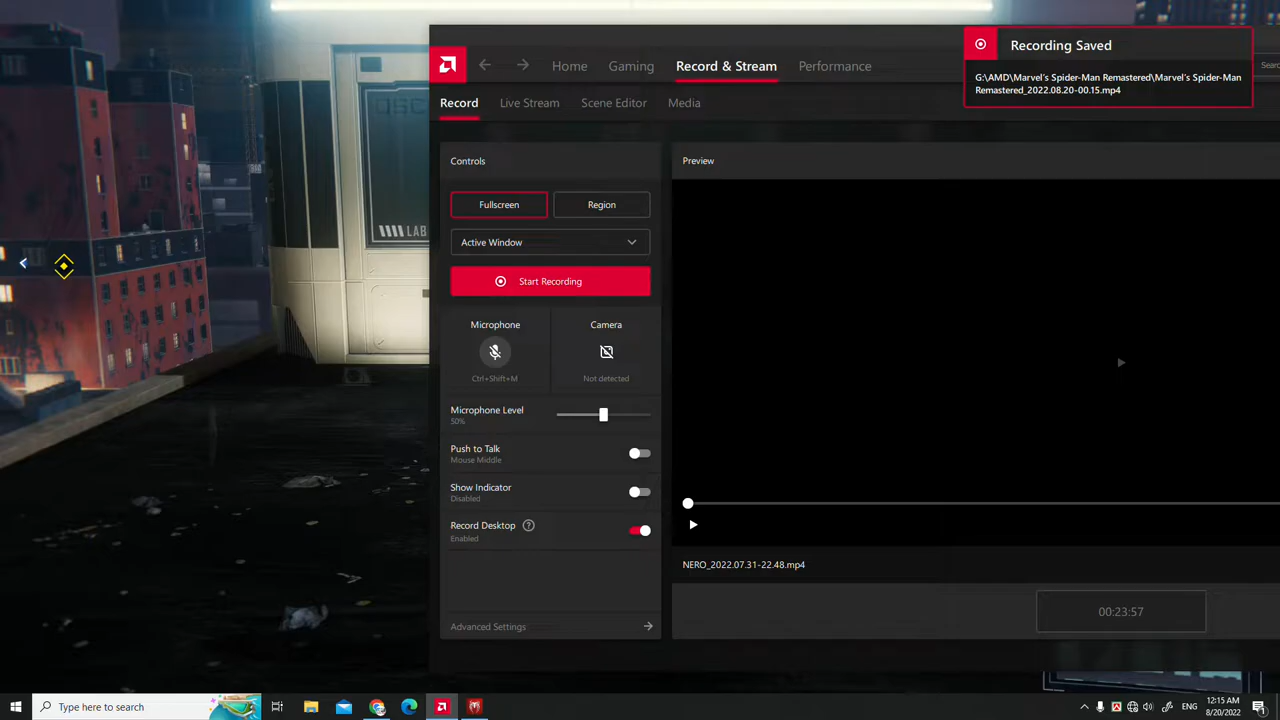 Home
Gaming
Record & Stream
Performance
Recording Saved
G:\AMD\Marvel's Spider-Man Remastered\Marvel's Spider-Man
Remastered_2022.08.20-00.15.mp4
Sear
Record
Live Stream
Scene Editor
Media
Controls
Fullscreen
Region
Active Window
Start Recording
Microphone
Camera
Ctrl+Shift+M
Not detected
Microphone Level
50%
Push to Talk
Mouse Middle
Show Indicator
Disabled
Record Desktop
Enabled
Advanced Settings
Preview
NERO_2022.07.31-22.48.mp4
00:23:57
LAB
Type here to search
ENG
12:15 AM
8/20/2022
1